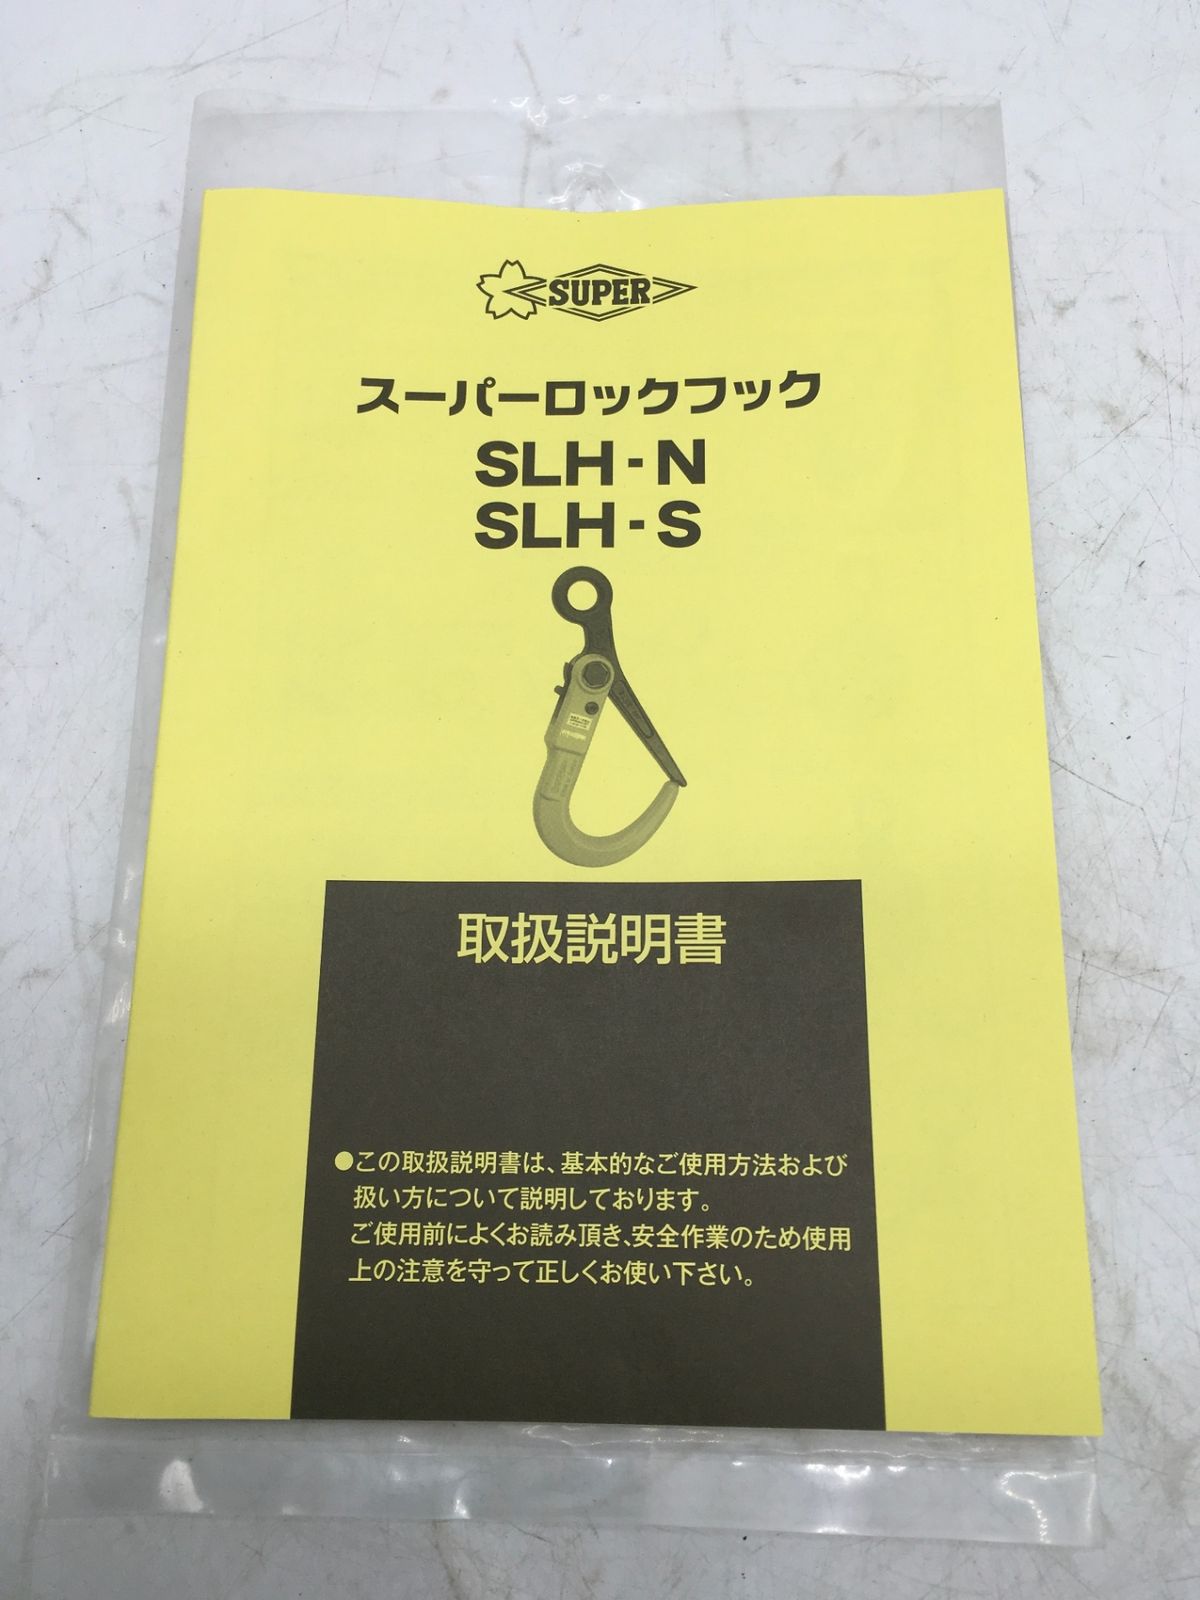 SUPER
スーパーロックフック
SLH-N
SLH-S
取扱説明書
●この取扱説明書は、基本的なご使用方法および
扱い方について説明しております。
ご使用前によくお読み頂き、安全作業のため使用
上の注意を守って正しくお使い下さい。